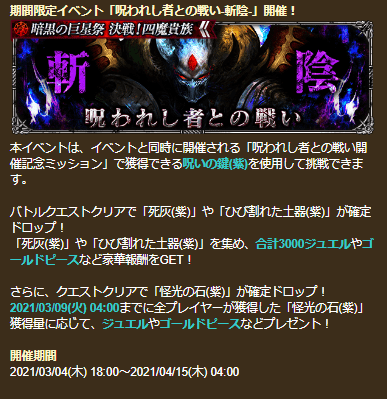 期間限定イベント「呪われし者との戦い-斬陰-」開催！
暗黒の巨星祭 決戦！四魔貴族
斬 陰
呪われし者との戦い
本イベントは、イベントと同時に開催される「呪われし者との戦い開
催記念ミッション」で獲得できる呪いの鍵(紫)を使用して挑戦できま
す。
バトルクエストクリアで「死灰(紫)」や「ひび割れた土器(紫)」が確定
ドロップ！
「死灰(紫)」や「ひび割れた土器(紫)」を集め、合計3000ジュエルやゴ
ールドピースなど豪華報酬をGET！
さらに、クエストクリアで「怪光の石(紫)」が確定ドロップ！
2021/03/09(火) 04:00までに全プレイヤーが獲得した「怪光の石(紫)」
獲得量に応じて、ジュエルやゴールドピースなどプレゼント！
開催期間
2021/03/04(木) 18:00～2021/04/15(木) 04:00